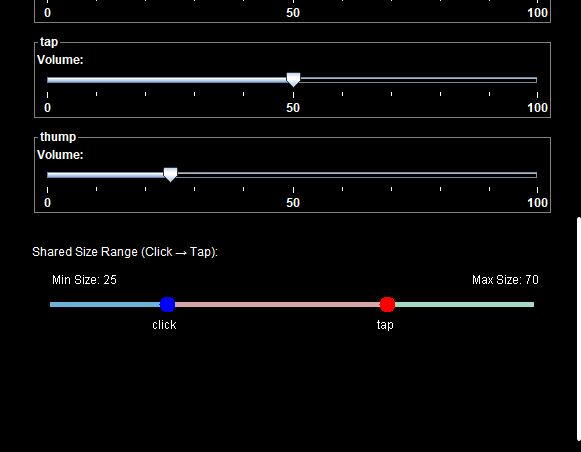 0 50 100
tap
Volume:
0 50 100
thump
Volume:
0 50 100
Shared Size Range (Click → Tap):
Min Size: 25 Max Size: 70
click tap